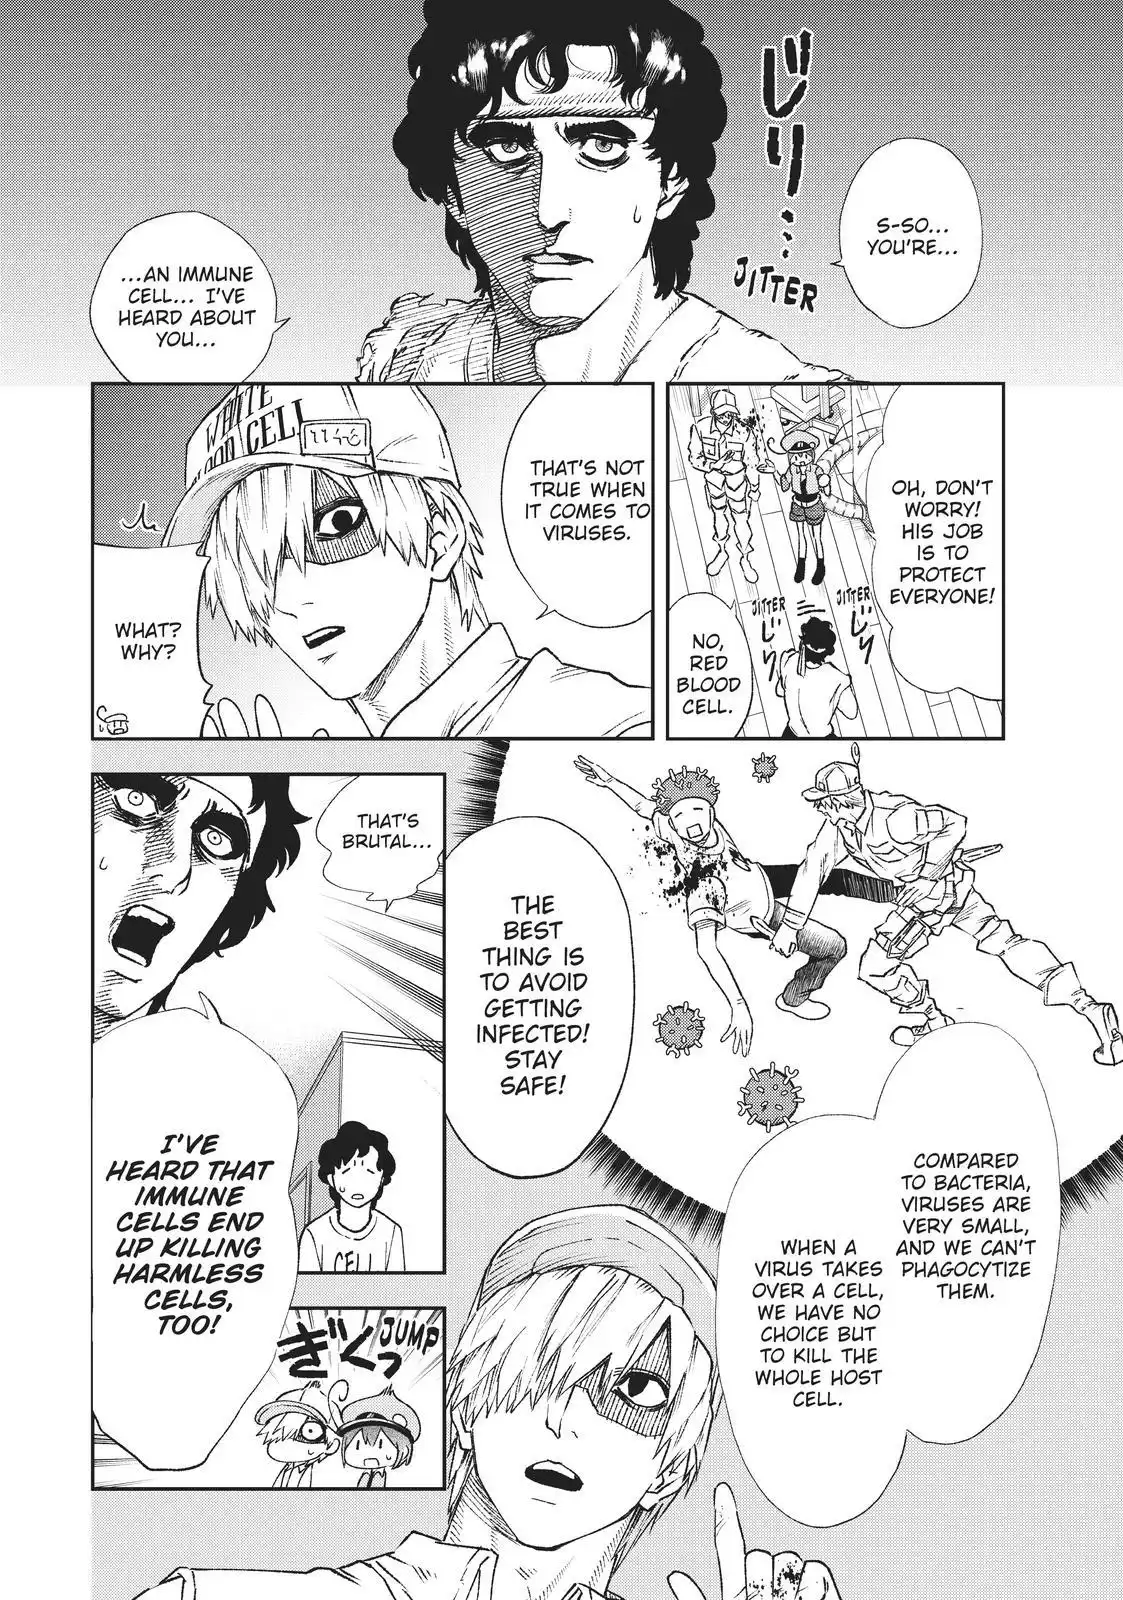 S-SO...
YOU'RE...
じり...
JITTER
...AN IMMUNE
CELL... I'VE
HEARD ABOUT
YOU...
OH, DON'T
WORRY!
HIS JOB
IS TO
PROTECT
EVERYONE!
JITTER
じり
JITTER
じり
NO,
RED
BLOOD
CELL.
THAT'S NOT
TRUE WHEN
IT COMES TO
VIRUSES.
WHITE
BLOOD CELL
WHAT?
WHY?
COMPARED
TO BACTERIA,
VIRUSES ARE
VERY SMALL,
AND WE CAN'T
PHAGOCYTIZE
THEM.
WHEN A
VIRUS TAKES
OVER A CELL,
WE HAVE NO
CHOICE BUT
TO KILL THE
WHOLE HOST
CELL.
THE
BEST
THING IS
TO AVOID
GETTING
INFECTED!
STAY
SAFE!
THAT'S
BRUTAL...
CELL
I'VE
HEARD THAT
IMMUNE
CELLS END
UP KILLING
HARMLESS
CELLS,
TOO!
ぎくっ
JUMP